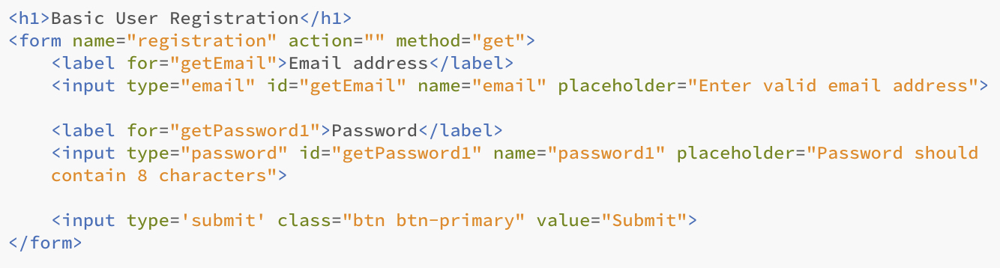 <h1>Basic User Registration</h1>
<form name="registration" action="" method="get">
    <label for="getEmail">Email address</label>
    <input type="email" id="getEmail" name="email" placeholder="Enter valid email address">

    <label for="getPassword1">Password</label>
    <input type="password" id="getPassword1" name="password1" placeholder="Password should
    contain 8 characters">

    <input type='submit' class="btn btn-primary" value="Submit">
</form>